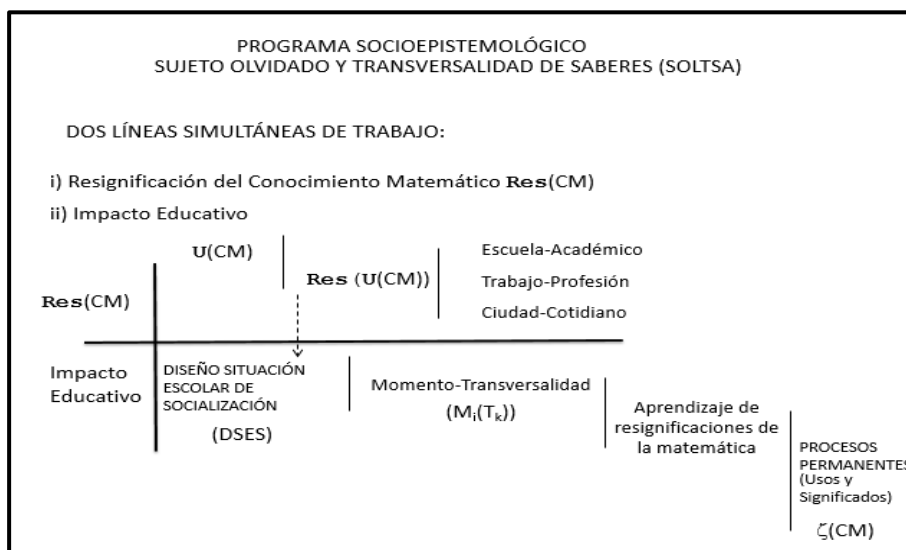 PROGRAMA SOCIOEPISTEMOLÓGICO
SUJETO OLVIDADO Y TRANSVERSALIDAD DE SABERES (SOLTSA)
DOS LÍNEAS SIMULTÁNEAS DE TRABAJO:
i) Resignificación del Conocimiento Matemático Res(CM)
ii) Impacto Educativo
Res(CM)
U(CM)
Res (U(CM))
Escuela-Académico
Trabajo-Profesión
Ciudad-Cotidiano
Impacto
Educativo
DISEÑO SITUACIÓN
ESCOLAR DE
SOCIALIZACIÓN
(DSES)
Momento-Transversalidad
(Mi(Tk))
Aprendizaje de
resignificaciones de
la matemática
PROCESOS
PERMANENTES
(Usos y
Significados)
ζ(CM)